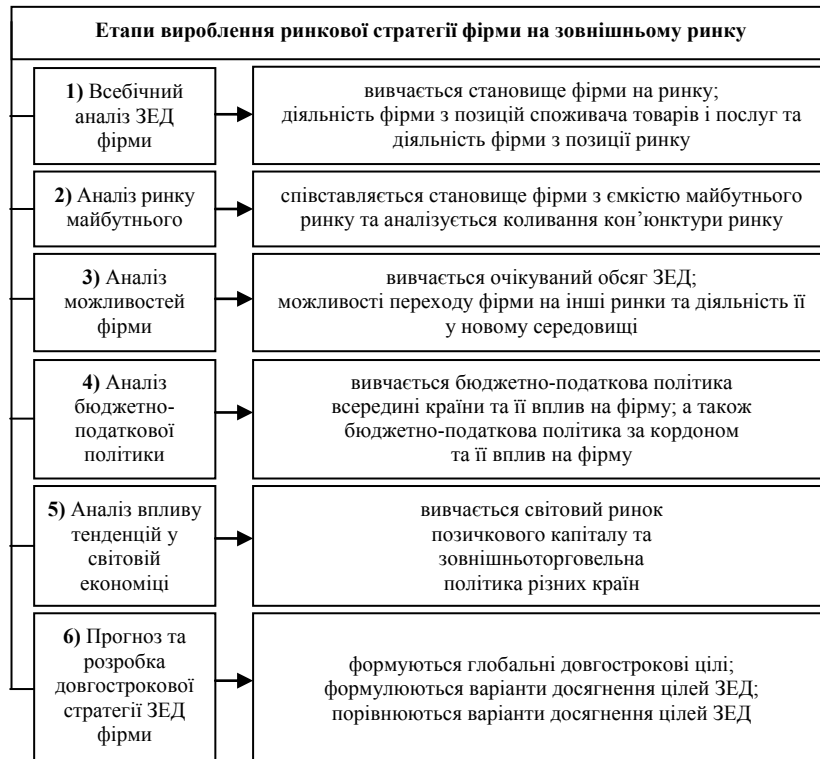 Етапи вироблення ринкової стратегії фірми на зовнішньому ринку
1) Всебічний
аналіз ЗЕД
фірми
вивчається становище фірми на ринку;
діяльність фірми з позицій споживача товарів і послуг та
діяльність фірми з позиції ринку
2) Аналіз ринку
майбутнього
співставляється становище фірми з ємкістю майбутнього
ринку та аналізується коливання кон’юнктури ринку
3) Аналіз
можливостей
фірми
вивчається очікуваний обсяг ЗЕД;
можливості переходу фірми на інші ринки та діяльність її
у новому середовищі
4) Аналіз
бюджетно-
податкової
політики
вивчається бюджетно-податкова політика
всередині країни та її вплив на фірму; а також
бюджетно-податкова політика за кордоном
та її вплив на фірму
5) Аналіз впливу
тенденцій у
світовій
економіці
вивчається світовий ринок
позичкового капіталу та
зовнішньоторговельна
політика різних країн
6) Прогноз та
розробка
довгострокової
стратегії ЗЕД
фірми
формуються глобальні довгострокові цілі;
формулюються варіанти досягнення цілей ЗЕД;
порівнюються варіанти досягнення цілей ЗЕД